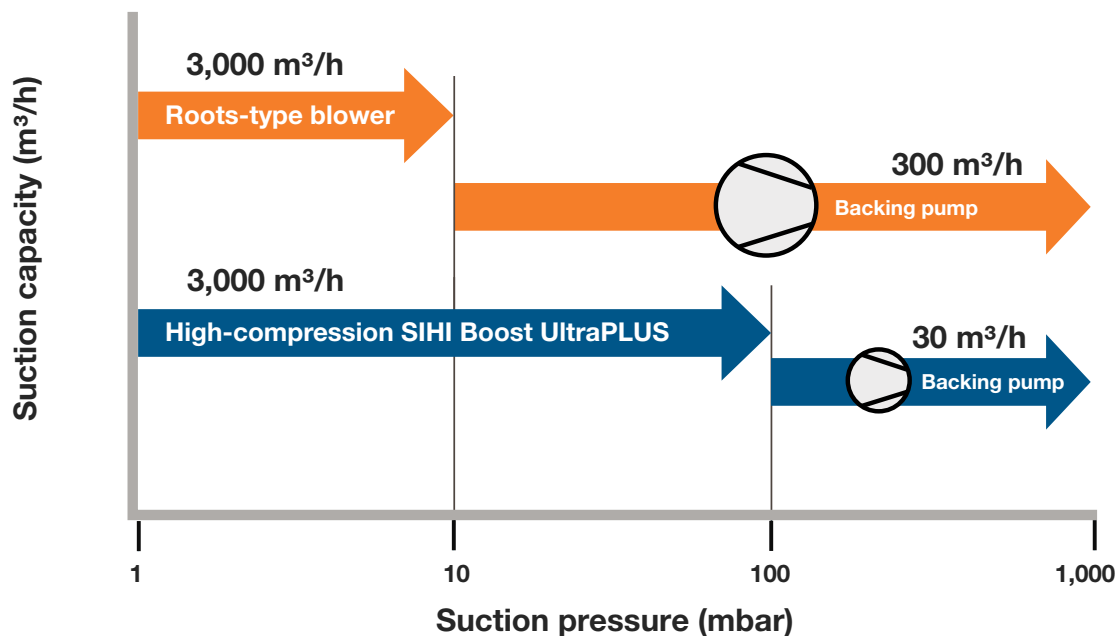 Suction capacity (m³/h)
3,000 m³/h
Roots-type blower
300 m³/h
Backing pump
3,000 m³/h
High-compression SIHI Boost UltraPLUS
30 m³/h
Backing pump
1
10
100
1,000
Suction pressure (mbar)